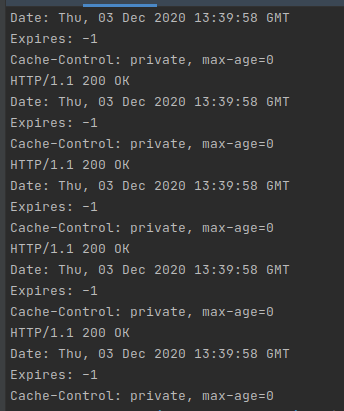 Date: Thu, 03 Dec 2020 13:39:58 GMT
Expires: -1
Cache-Control: private, max-age=0
HTTP/1.1 200 OK
Date: Thu, 03 Dec 2020 13:39:58 GMT
Expires: -1
Cache-Control: private, max-age=0
HTTP/1.1 200 OK
Date: Thu, 03 Dec 2020 13:39:58 GMT
Expires: -1
Cache-Control: private, max-age=0
HTTP/1.1 200 OK
Date: Thu, 03 Dec 2020 13:39:58 GMT
Expires: -1
Cache-Control: private, max-age=0
HTTP/1.1 200 OK
Date: Thu, 03 Dec 2020 13:39:58 GMT
Expires: -1
Cache-Control: private, max-age=0